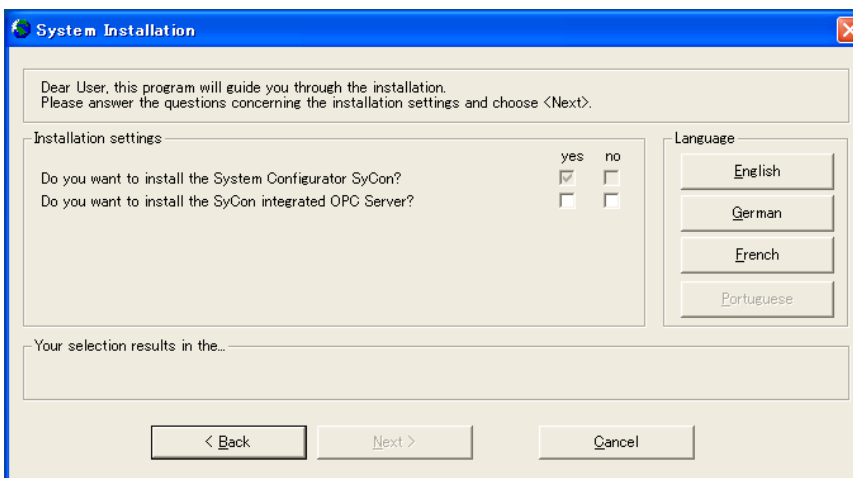 System Installation
Dear User, this program will guide you through the installation.
Please answer the questions concerning the installation settings and choose <Next>.
Installation settings
yes no
Do you want to install the System Configurator SyCon?
Do you want to install the SyCon integrated OPC Server?
Language
English
German
French
Portuguese
Your selection results in the...
< Back
Next >
Cancel